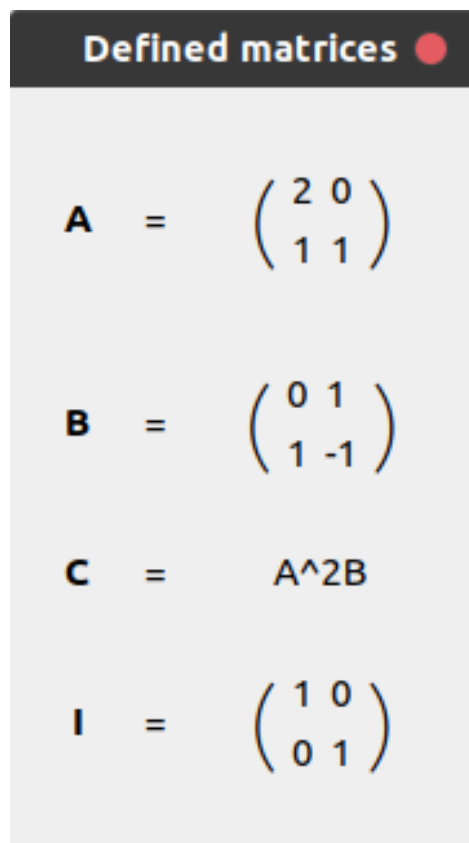 Defined matrices
A = ( 2 0
1 1 )
B = ( 0 1
1 -1 )
C = A^2B
I = ( 1 0
0 1 )